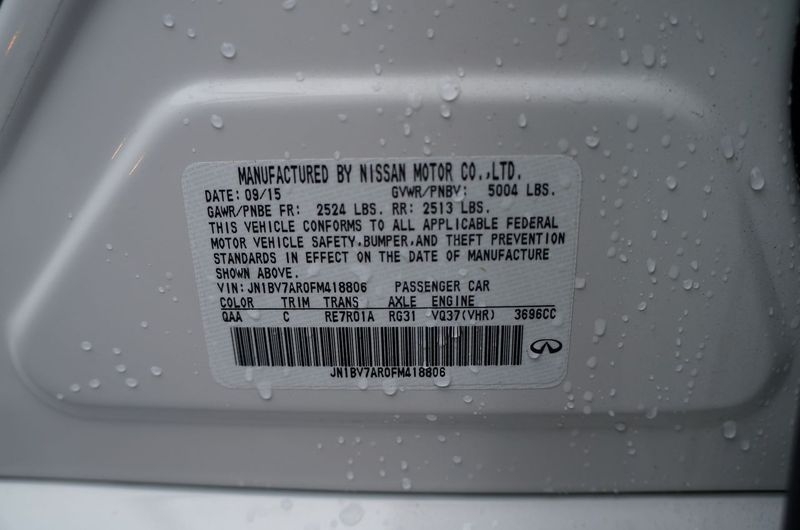 MANUFACTURED BY NISSAN MOTOR CO.,LTD.
DATE: 09/15 GVWR/PNBV: 5004 LBS.
GAWR/PNBE FR: 2524 LBS. RR: 2513 LBS.
THIS VEHICLE CONFORMS TO ALL APPLICABLE FEDERAL
MOTOR VEHICLE SAFETY,BUMPER,AND THEFT PREVENTION
STANDARDS IN EFFECT ON THE DATE OF MANUFACTURE
SHOWN ABOVE.
VIN: JN1BV7AR0FM418806 PASSENGER CAR
COLOR TRIM TRANS AXLE ENGINE
QAA C RE7R01A RG31 VQ37(VHR) 3696CC
JN1BV7AR0FM418806